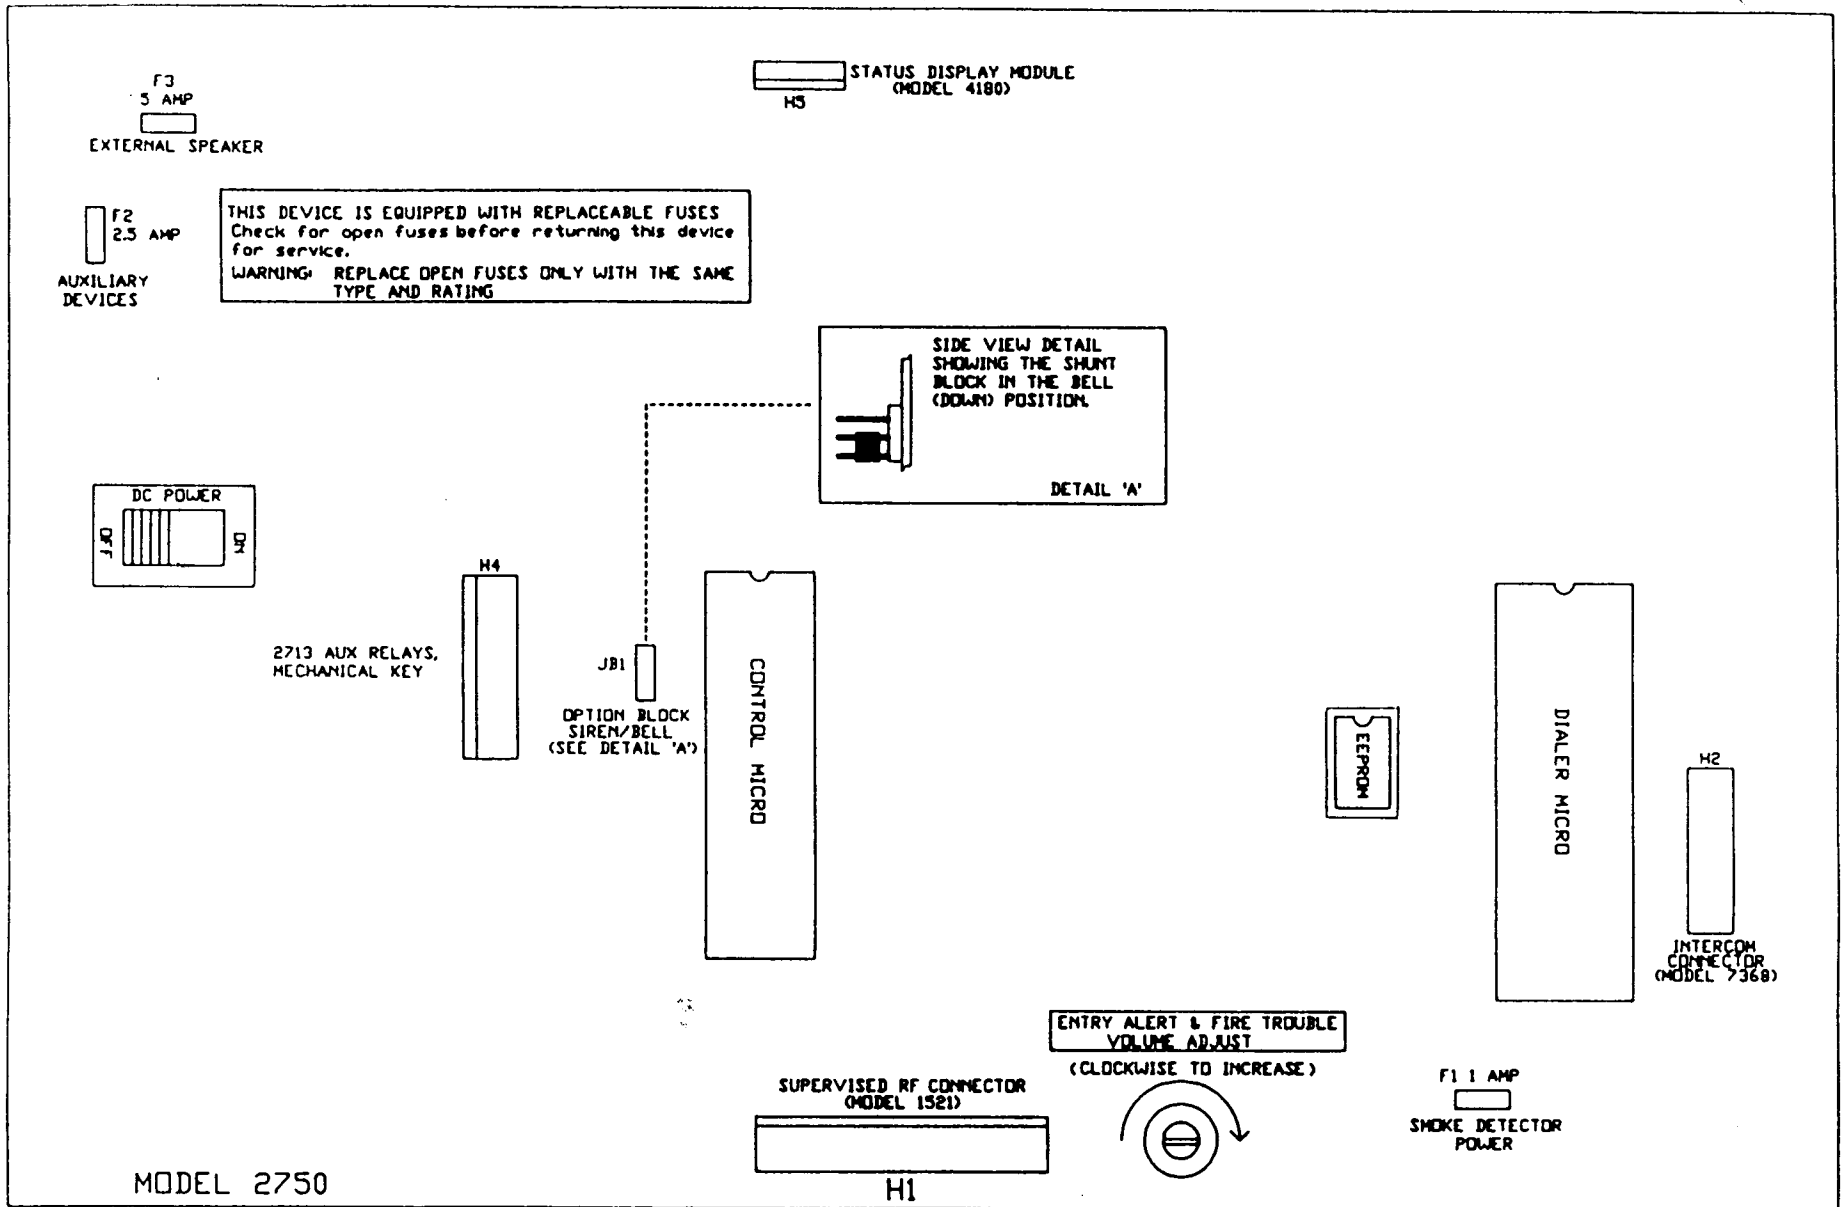 F3
5 AMP
EXTERNAL SPEAKER
STATUS DISPLAY MODULE
(MODEL 4180)
H5
F2
2.5 AMP
AUXILIARY
DEVICES
THIS DEVICE IS EQUIPPED WITH REPLACEABLE FUSES
Check for open fuses before returning this device
for service.
WARNING: REPLACE OPEN FUSES ONLY WITH THE SAME
TYPE AND RATING
SIDE VIEW DETAIL
SHOWING THE SHUNT
BLOCK IN THE BELL
(DOWN) POSITION.
DETAIL 'A'
DC POWER
OFF
ON
H4
2713 AUX RELAYS,
MECHANICAL KEY
JB1
OPTION BLOCK
SIREN/BELL
(SEE DETAIL 'A')
CONTROL MICRO
EEPROM
DIALER MICRO
H2
INTERCOM
CONNECTOR
(MODEL 7368)
ENTRY ALERT & FIRE TROUBLE
VOLUME ADJUST
(CLOCKWISE TO INCREASE)
SUPERVISED RF CONNECTOR
(MODEL 1521)
H1
F1 1 AMP
SMOKE DETECTOR
POWER
MODEL 2750